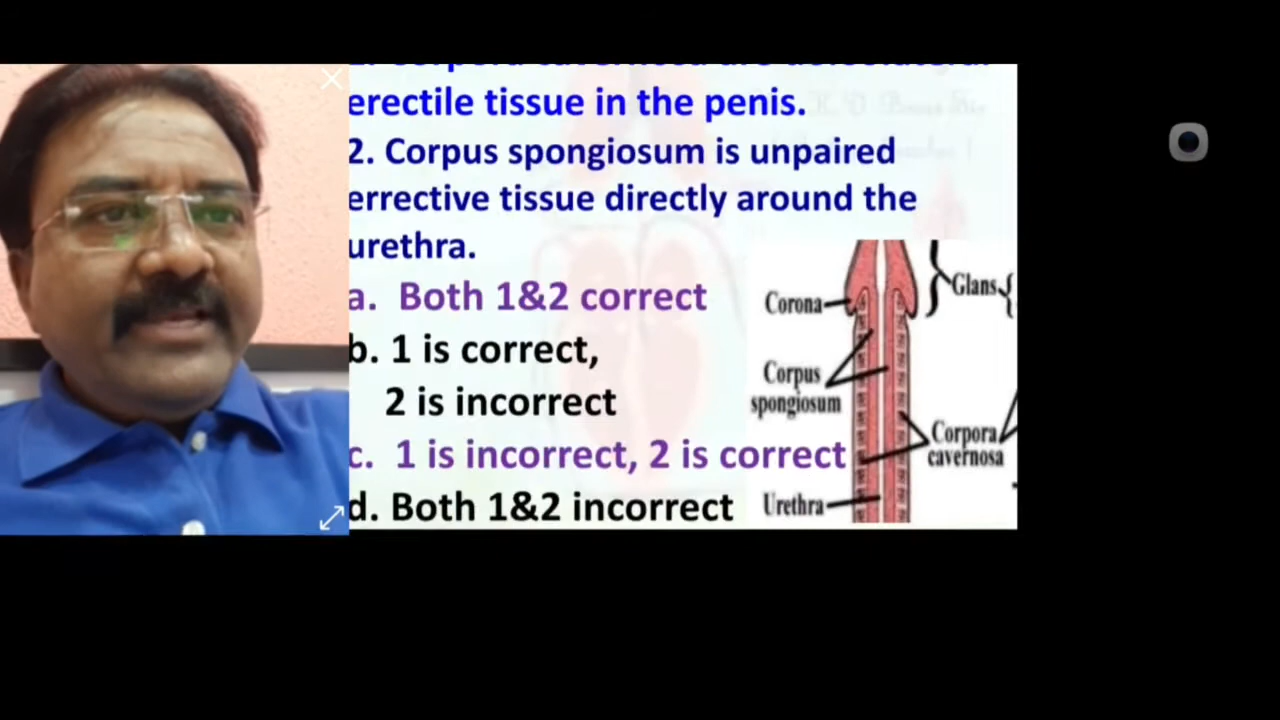 erectile tissue in the penis.
2. Corpus spongiosum is unpaired
errective tissue directly around the
urethra.
a. Both 1&2 correct
b. 1 is correct,
2 is incorrect
c. 1 is incorrect, 2 is correct
d. Both 1&2 incorrect
Corona
Glans
Corpus
spongiosum
Corpora
cavernosa
Urethra